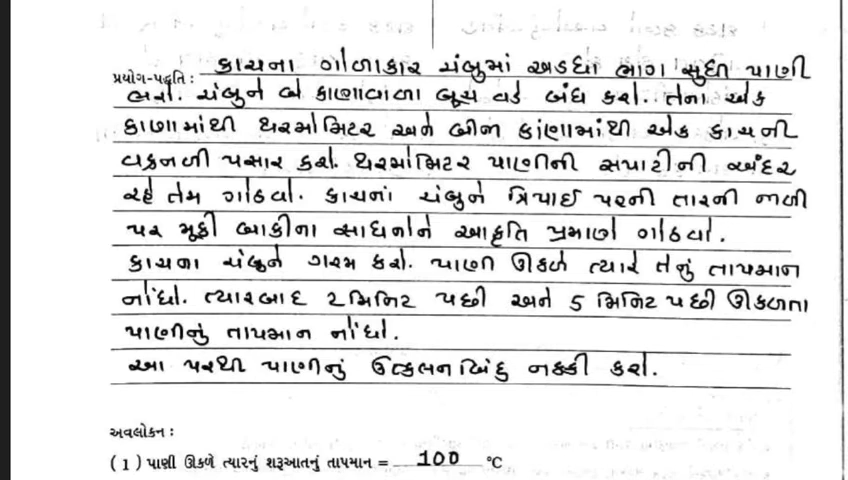 પ્રયોગ-પદ્ધતિ : કાચના ગોળાકાર ચંબુમાં અડધા ભાગ સુધી પાણી
ભરો. ચંબુને બે કાણાવાળા બૂચ વડે બંધ કરો. તેના એક
કાણામાંથી થરમોમિટર અને બીજા કાંણામાંથી એક કાચની
વક્રનળી પસાર કરો. થરમોમિટર પાણીની સપાટીની અંદર
રહે તેમ ગોઠવો. કાચનાં ચંબુને ત્રિપાઈ પરની તારની જાળી
પર મૂકી બાકીના સાધનોને આકૃતિ પ્રમાણે ગોઠવો.
કાચના ચંબુને ગરમ કરો. પાણી ઊકળે ત્યારે તેનું તાપમાન
નોંધો. ત્યારબાદ 2 મિનિટ પછી અને 5 મિનિટ પછી ઊકળતા
પાણીનું તાપમાન નોંધો.
આ પરથી પાણીનું ઉત્કલનબિંદુ નક્કી કરો.
અવલોકન :
( 1 ) પાણી ઊકળે ત્યારનું શરૂઆતનું તાપમાન = 100 °C